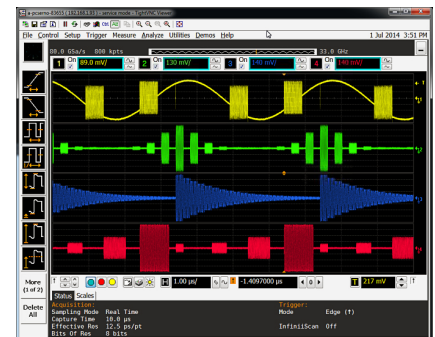 File Control Setup Trigger Measure Analyze Utilities Demos Help
1 Jul 2014 3:51 PM
80.0 GSa/s 800 kpts
33.0 GHz
1 On 89.0 mV/ 2 On 130 mV/ 3 On 140 mV/ 4 On 140 mV/
More
(1 of 2)
Delete
All
H 1.00 µs/ -1.4097000 µs 0 T 217 mV
Status Scales
Acquisition: Trigger:
Sampling Mode Real Time Mode Edge (↑)
Capture Time 10.0 µs
Effective Res 12.5 ps/pt InfiniiScan Off
Bits Of Res 8 bits